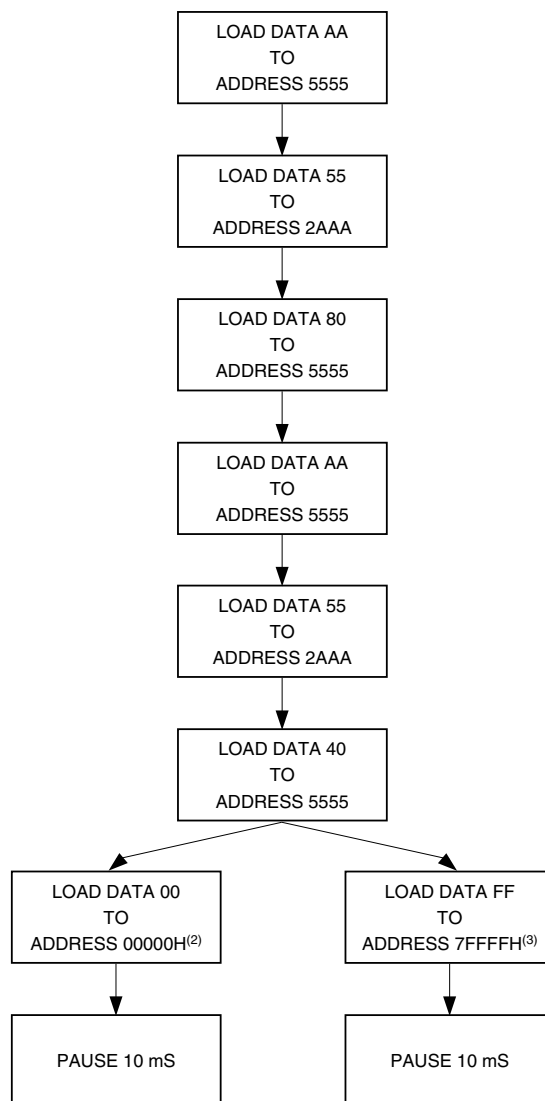 LOAD DATA AA
TO
ADDRESS 5555
LOAD DATA 55
TO
ADDRESS 2AAA
LOAD DATA 80
TO
ADDRESS 5555
LOAD DATA AA
TO
ADDRESS 5555
LOAD DATA 55
TO
ADDRESS 2AAA
LOAD DATA 40
TO
ADDRESS 5555
LOAD DATA 00
TO
ADDRESS 00000H(2)
PAUSE 10 mS
LOAD DATA FF
TO
ADDRESS 7FFFFH(3)
PAUSE 10 mS